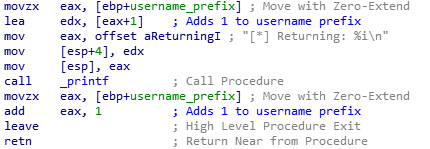 movzx eax, [ebp+username_prefix] ; Move with Zero-Extend
lea edx, [eax+1] ; Adds 1 to username prefix
mov eax, offset aReturningI ; "[*] Returning: %i\n"
mov [esp+4], edx
mov [esp], eax
call _printf ; Call Procedure
movzx eax, [ebp+username_prefix] ; Move with Zero-Extend
add eax, 1 ; Adds 1 to username prefix
leave ; High Level Procedure Exit
retn ; Return Near from Procedure